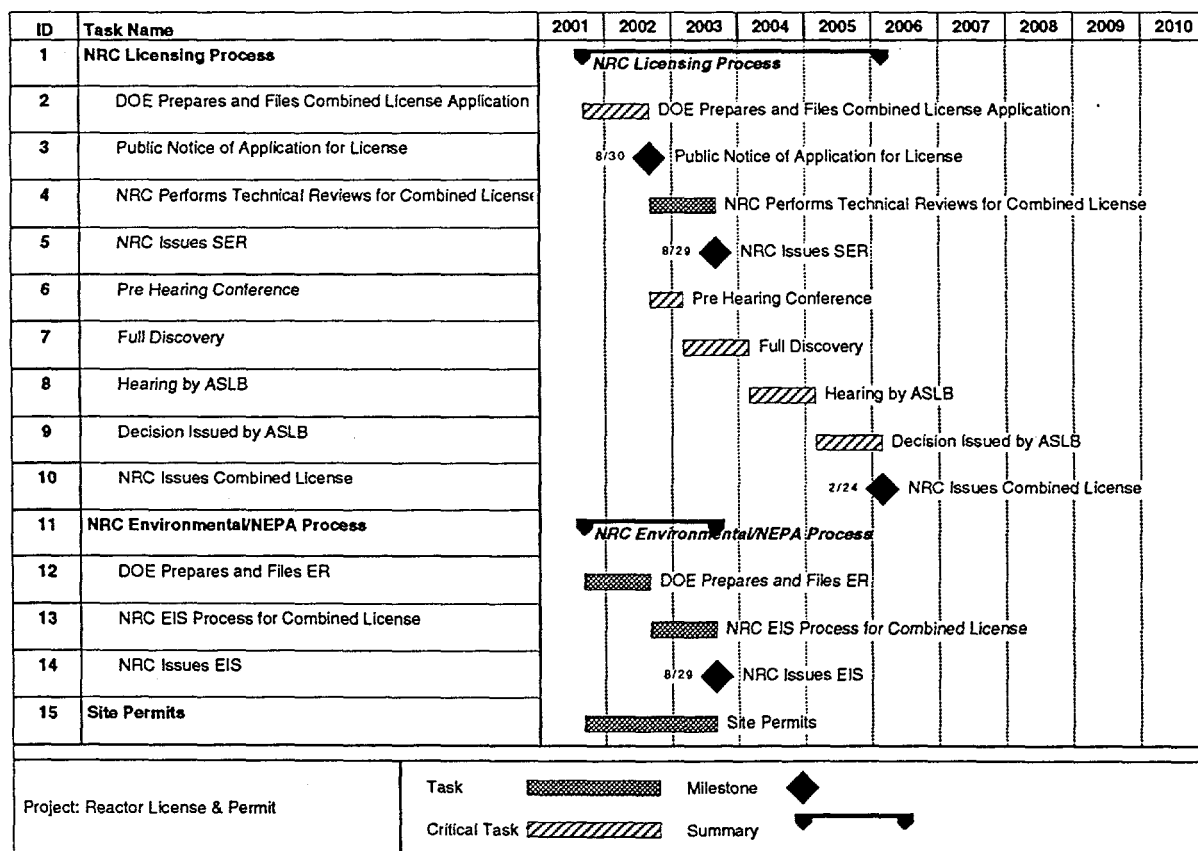 ID Task Name 2001 2002 2003 2004 2005 2006 2007 2008 2009 2010
1 NRC Licensing Process NRC Licensing Process
2 DOE Prepares and Files Combined License Application DOE Prepares and Files Combined License Application
3 Public Notice of Application for License 8/30 Public Notice of Application for License
4 NRC Performs Technical Reviews for Combined License NRC Performs Technical Reviews for Combined License
5 NRC Issues SER 8/29 NRC Issues SER
6 Pre Hearing Conference Pre Hearing Conference
7 Full Discovery Full Discovery
8 Hearing by ASLB Hearing by ASLB
9 Decision Issued by ASLB Decision Issued by ASLB
10 NRC Issues Combined License 2/24 NRC Issues Combined License
11 NRC Environmental/NEPA Process NRC Environmental/NEPA Process
12 DOE Prepares and Files ER DOE Prepares and Files ER
13 NRC EIS Process for Combined License NRC EIS Process for Combined License
14 NRC Issues EIS 8/29 NRC Issues EIS
15 Site Permits Site Permits
Project: Reactor License & Permit
Task Milestone
Critical Task Summary